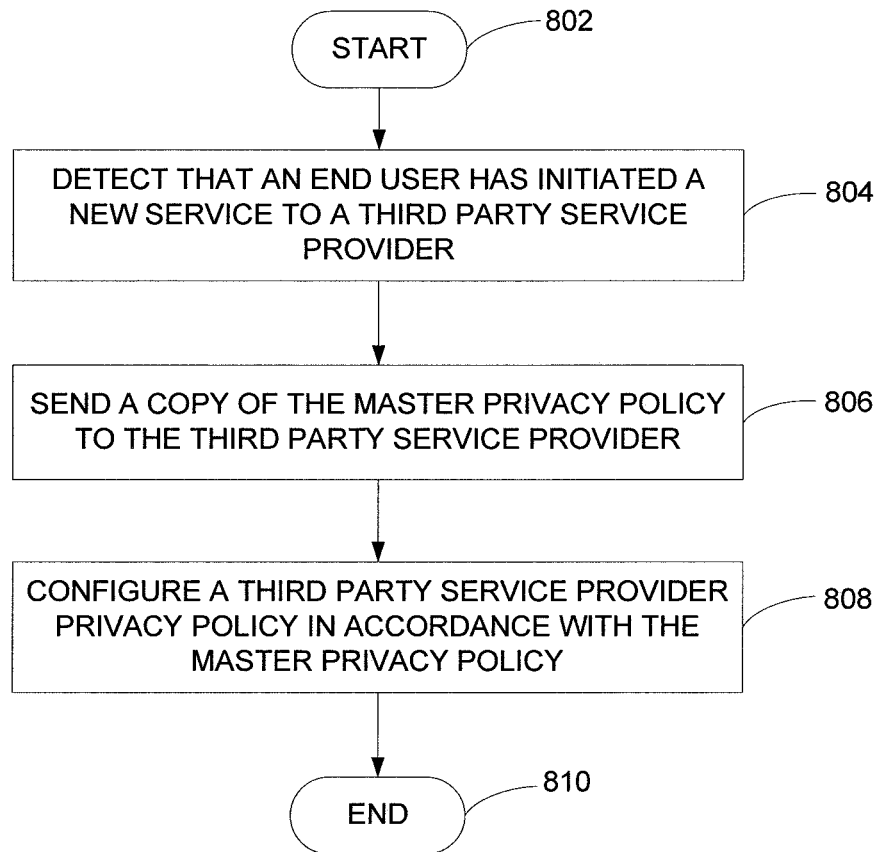 START
802
DETECT THAT AN END USER HAS INITIATED A
NEW SERVICE TO A THIRD PARTY SERVICE
PROVIDER
804
SEND A COPY OF THE MASTER PRIVACY POLICY
TO THE THIRD PARTY SERVICE PROVIDER
806
CONFIGURE A THIRD PARTY SERVICE PROVIDER
PRIVACY POLICY IN ACCORDANCE WITH THE
MASTER PRIVACY POLICY
808
END
810